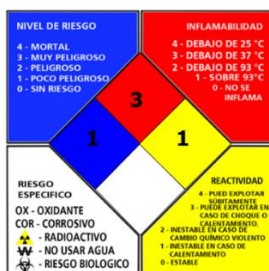 NIVEL DE RIESGO
4 - MORTAL
3 - MUY PELIGROSO
2 - PELIGROSO
1 - POCO PELIGROSO
0 - SIN RIESGO
INFLAMABILIDAD
4 - DEBAJO DE 25 °C
3 - DEBAJO DE 37 °C
2 - DEBAJO DE 93°C
1 - SOBRE 93°C
0 - NO SE
INFLAMA
3
1
1
RIESGO
ESPECIFICO
OX - OXIDANTE
COR - CORROSIVO
- RADIOACTIVO
W - NO USAR AGUA
- RIESGO BIOLOGICO
REACTIVIDAD
4 - PUED EXPLOTAR
SÚBITAMENTE
3 - PUEDE EXPLOTAR EN
CASO DE CHOQUE O
CALENTAMIENTO.
2 - INESTABLE EN CASO DE
CAMBIO QUÍMICO VIOLENTO
1 - INESTABLE EN CASO DE
CALENTAMIENTO
0 - ESTABLE